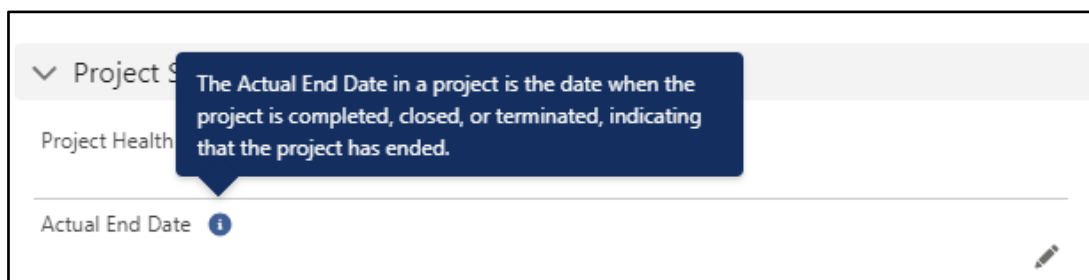 Project S
The Actual End Date in a project is the date when the
project is completed, closed, or terminated, indicating
that the project has ended.
Project Health
Actual End Date